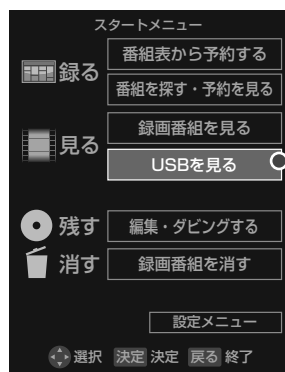 スタートメニュー
録る
番組表から予約する
番組を探す・予約を見る
見る
録画番組を見る
USBを見る
残す
編集・ダビングする
消す
録画番組を消す
設定メニュー
選択 決定 決定 戻る 終了